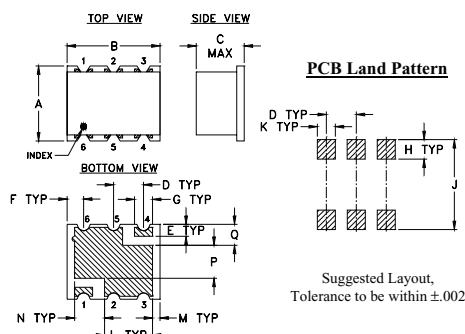 TOP VIEW
SIDE VIEW
B
C
MAX
1 2 3
A
6 5 4
INDEX
PCB Land Pattern
D TYP
K TYP
H TYP
J
BOTTOM VIEW
D TYP
F TYP
G TYP
6 5 4
E TYP
Q
P
1 2 3
N TYP
M TYP
L TYP
Suggested Layout,
Tolerance to be within ±.002